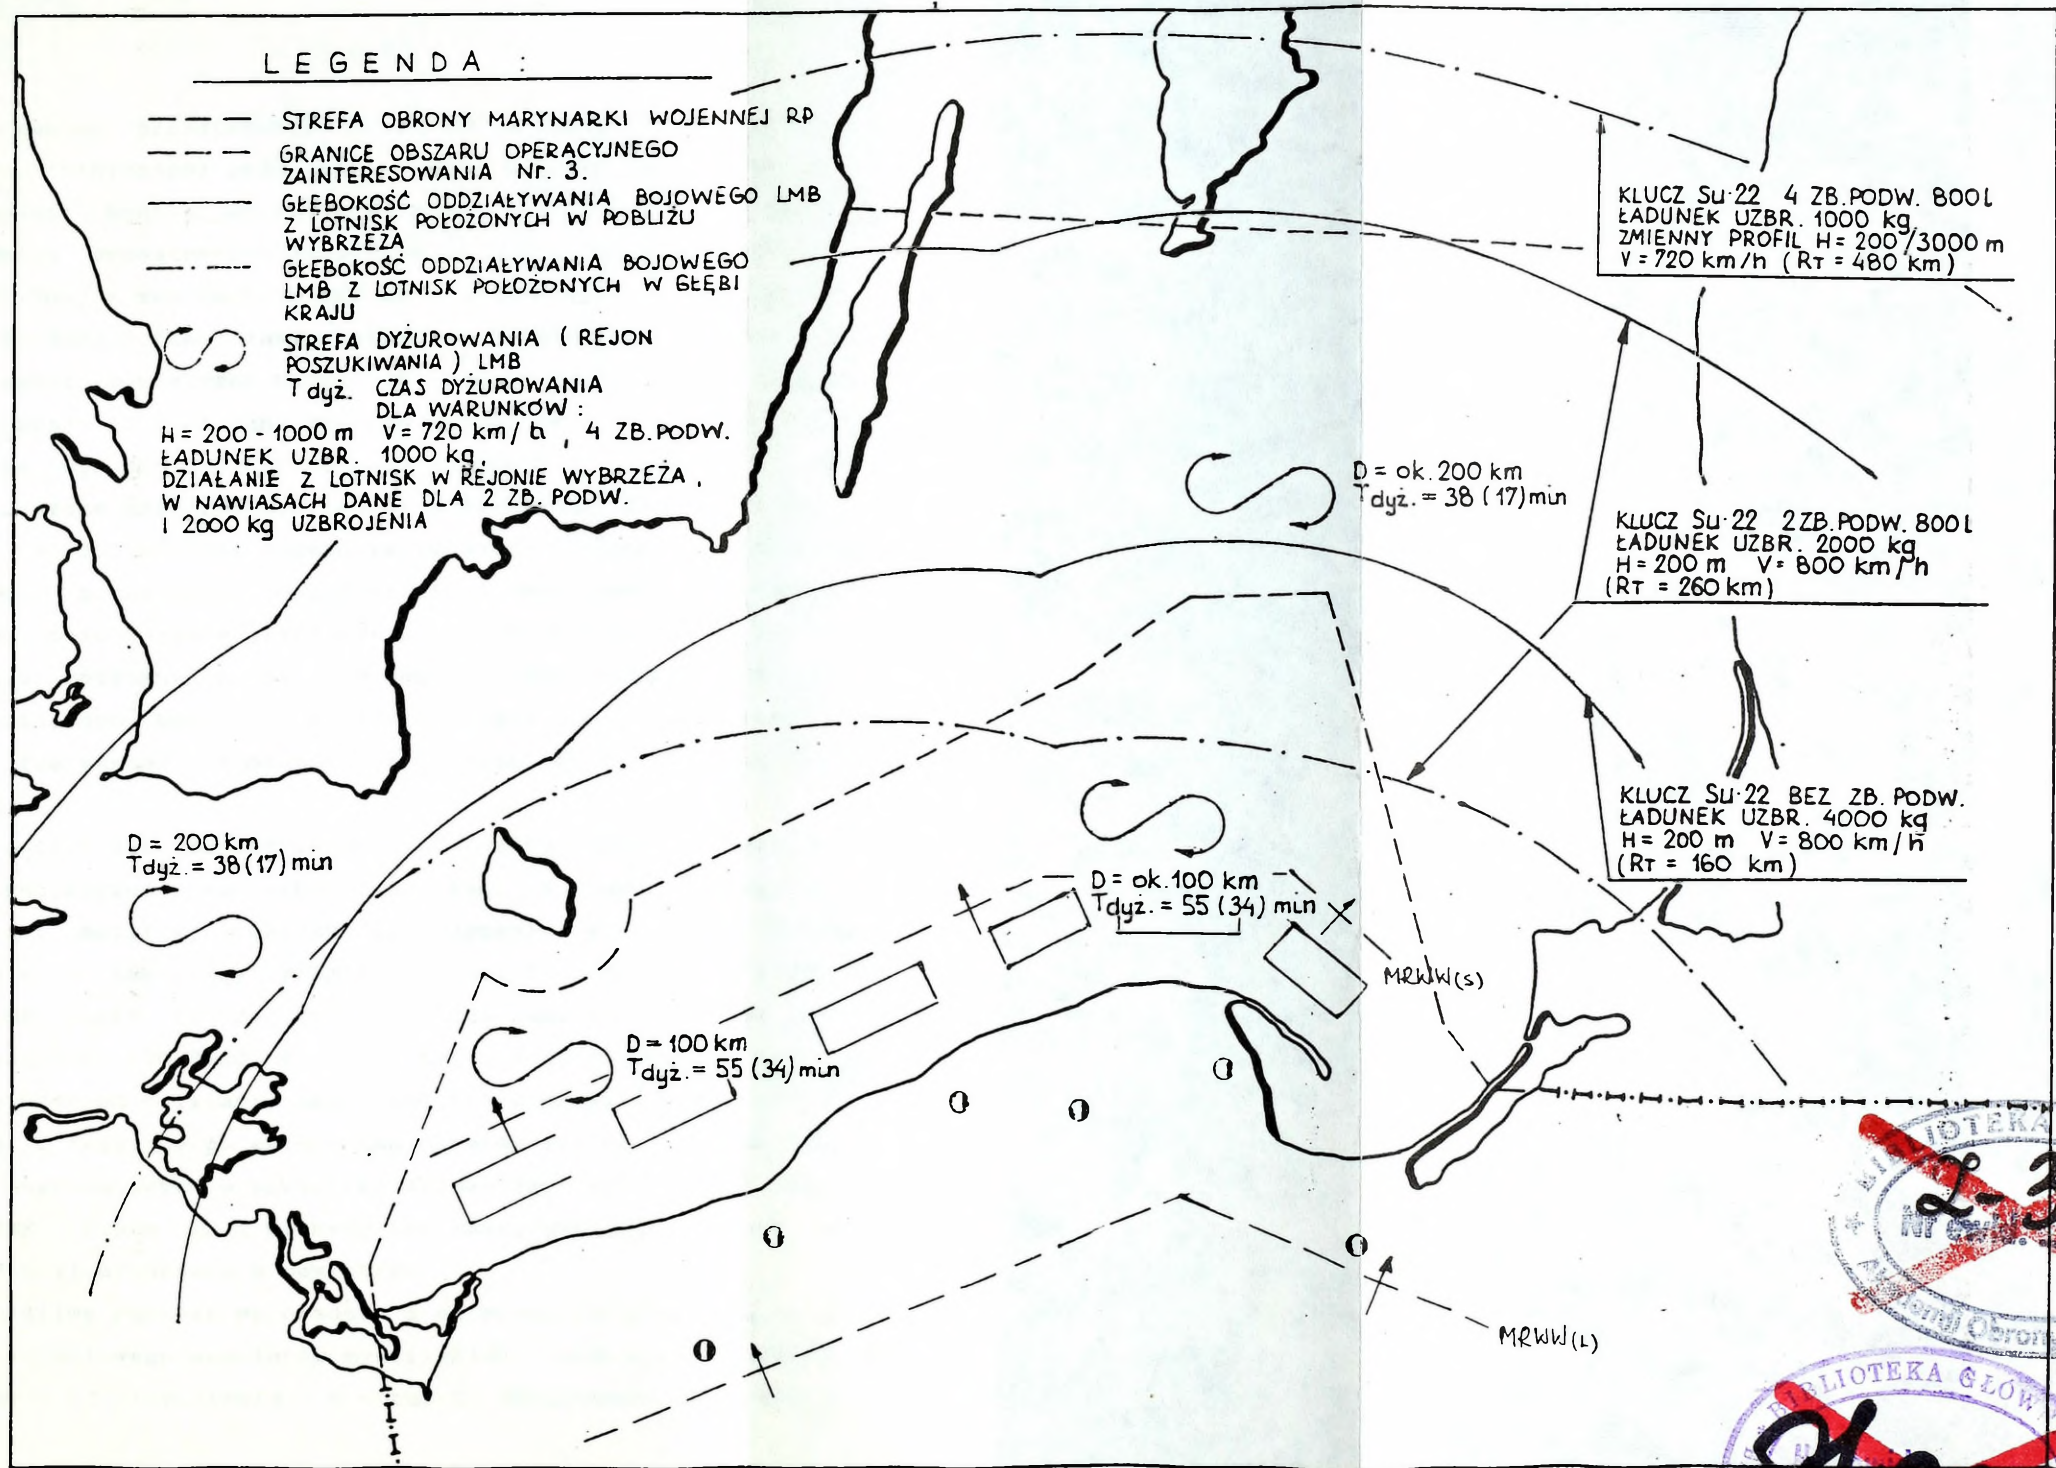 LEGENDA :
STREFA OBRONY MARYNARKI WOJENNEJ RP
GRANICE OBSZARU OPERACYJNEGO
ZAINTERESOWANIA Nr. 3.
GŁĘBOKOŚĆ ODDZIAŁYWANIA BOJOWEGO LMB
Z LOTNISK POŁOŻONYCH W POBLIŻU
WYBRZEŻA
GŁĘBOKOŚĆ ODDZIAŁYWANIA BOJOWEGO
LMB Z LOTNISK POŁOŻONYCH W GŁĘBI
KRAJU
STREFA DYŻUROWANIA ( REJON
POSZUKIWANIA ) LMB
T dyż. CZAS DYŻUROWANIA
DLA WARUNKÓW :
H = 200 - 1000 m V = 720 km/h , 4 ZB.PODW.
ŁADUNEK UZBR. 1000 kg,
DZIAŁANIE Z LOTNISK W REJONIE WYBRZEŻA,
W NAWIASACH DANE DLA 2 ZB. PODW.
I 2000 kg UZBROJENIA
KLUCZ Su-22 4 ZB.PODW. 800l
ŁADUNEK UZBR. 1000 kg,
ZMIENNY PROFIL H = 200/3000 m
V = 720 km/h (RT = 480 km)
D = ok. 200 km
Tdyż. = 38 (17) min
KLUCZ Su-22 2 ZB.PODW. 800l
ŁADUNEK UZBR. 2000 kg
H = 200 m V = 800 km/h
(RT = 260 km)
KLUCZ Su-22 BEZ ZB. PODW.
ŁADUNEK UZBR. 4000 kg
H = 200 m V = 800 km/h
(RT = 160 km)
D = 200 km
Tdyż. = 38 (17) min
D = ok. 100 km
Tdyż. = 55 (34) min
MRWW(S)
D = 100 km
Tdyż. = 55 (34) min
MRWW(L)
BIBLIOTEKA
Nr ewid.
BIBLIOTEKA GŁÓW